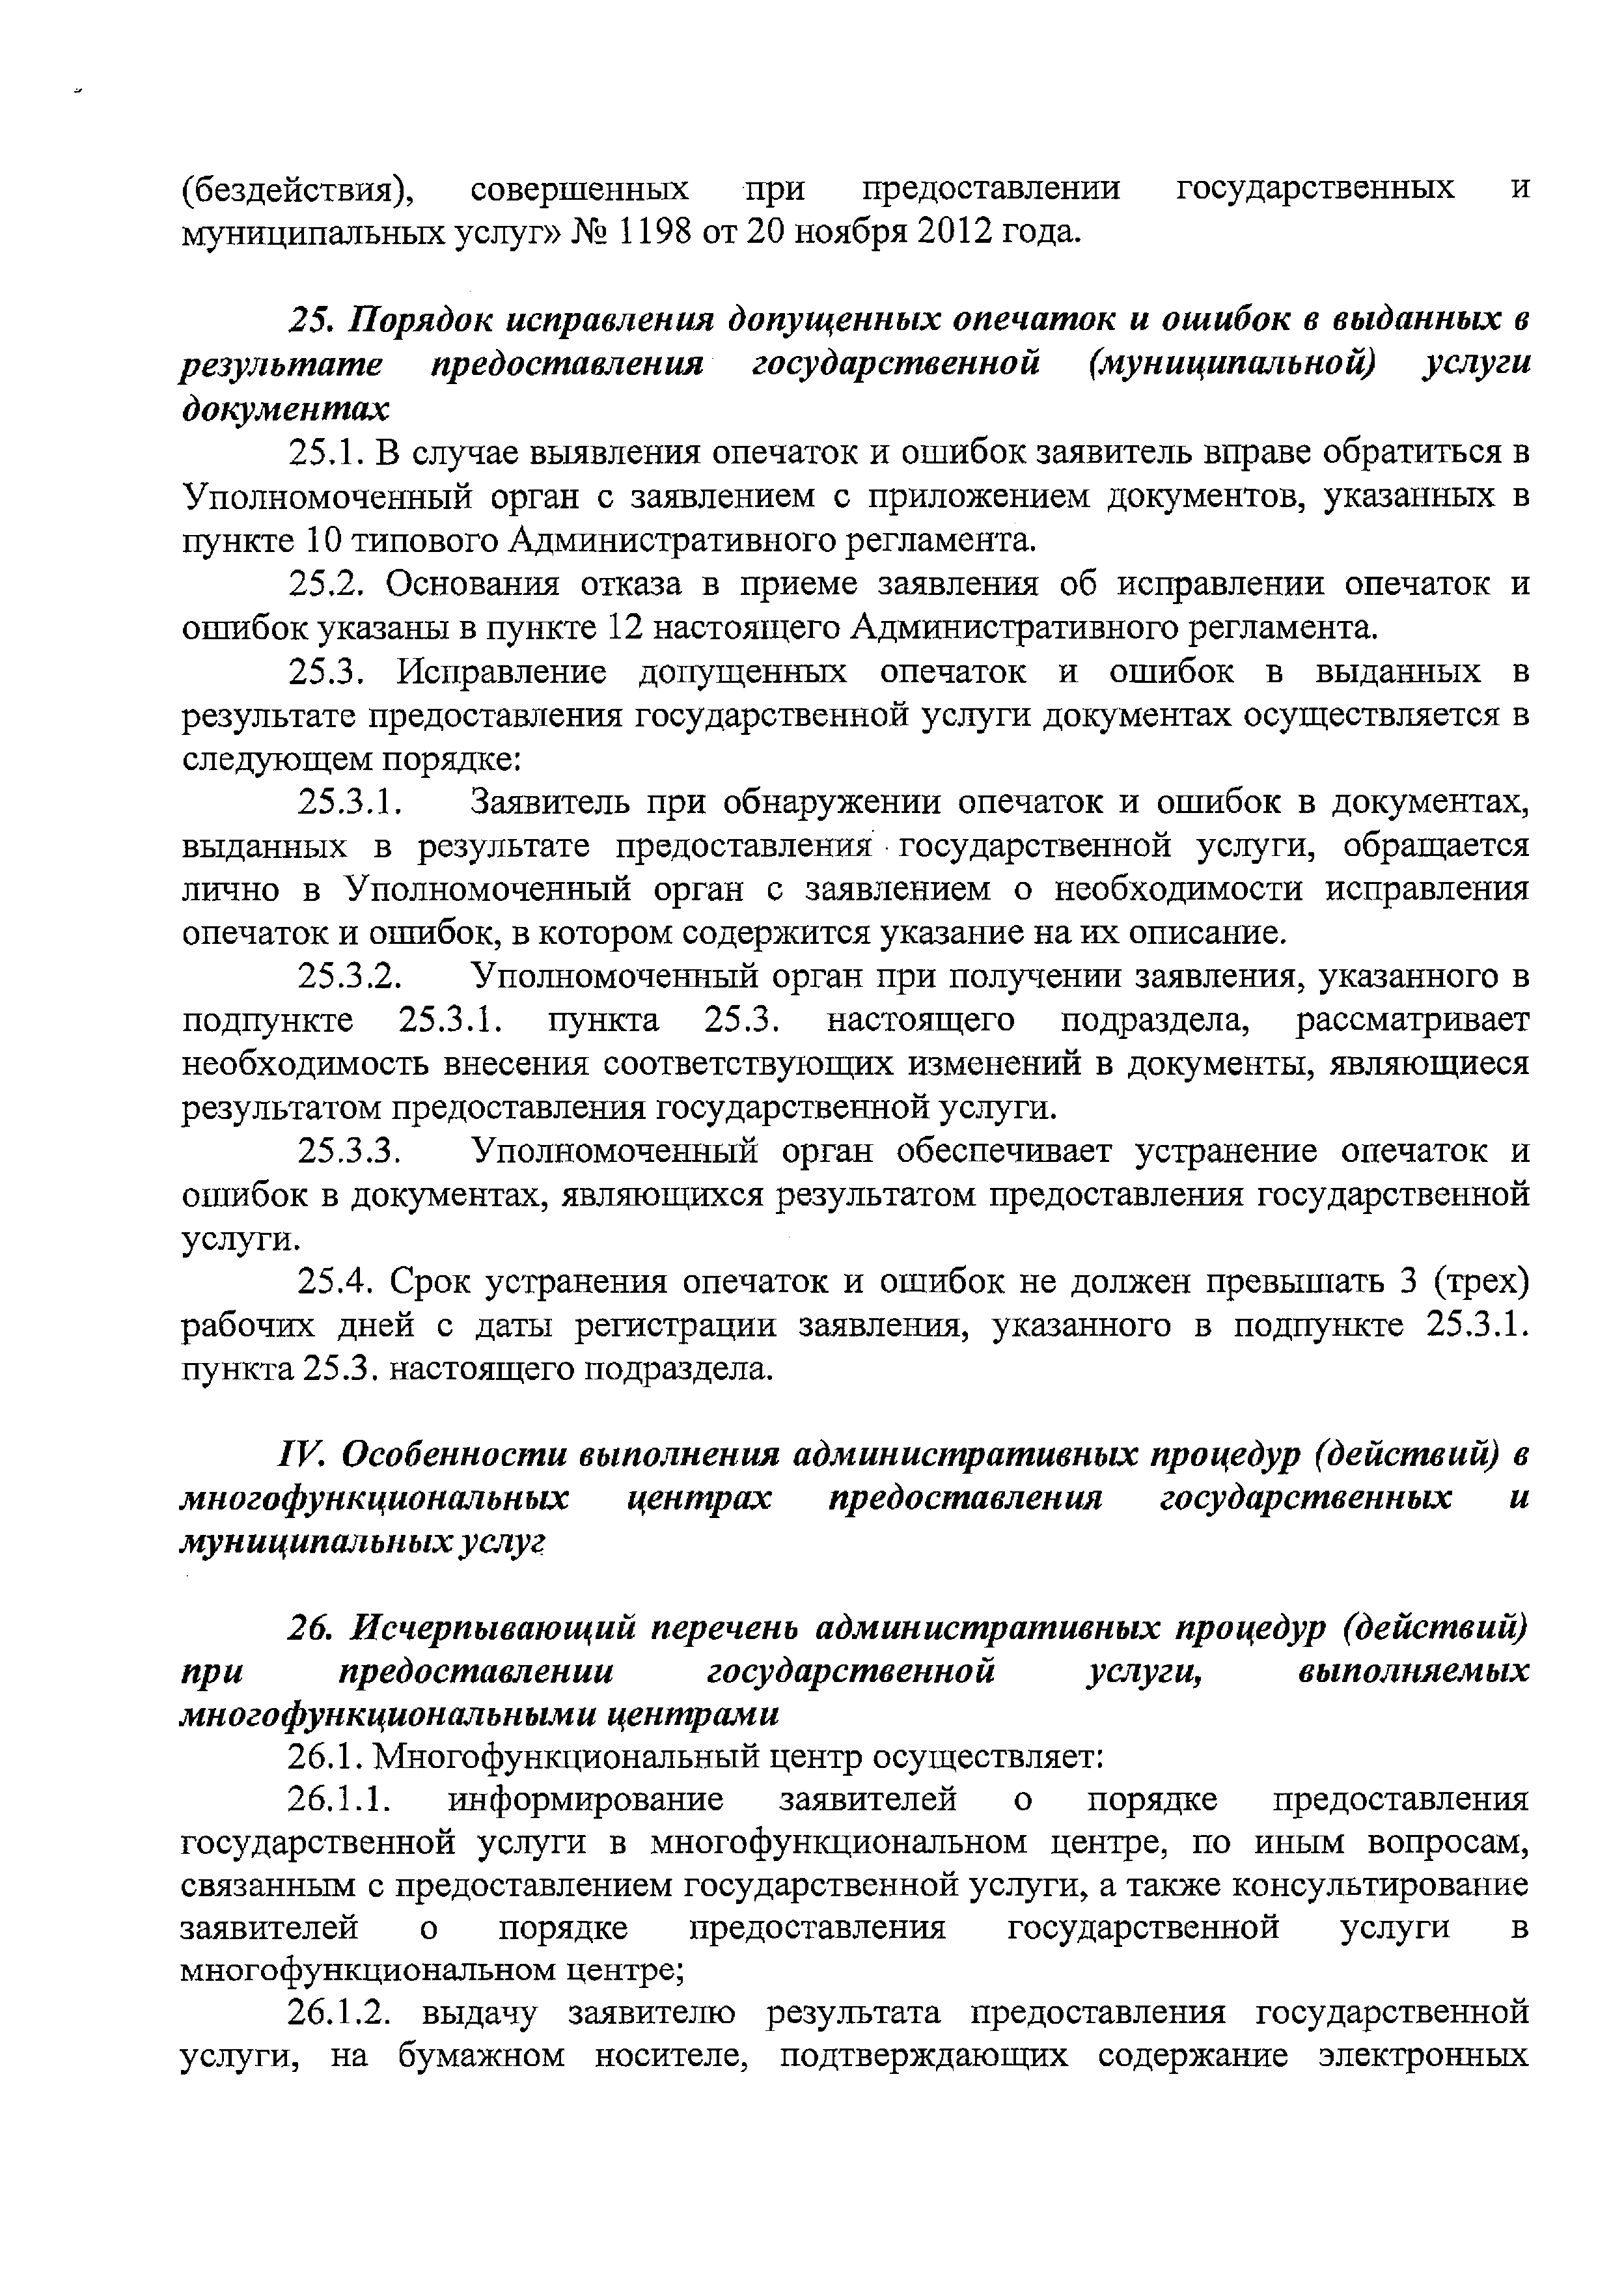 (бездействия), совершенных при предоставлении государственных и
муниципальных услуг» № 1198 от 20 ноября 2012 года.
25. Порядок исправления допущенных опечаток и ошибок в выданных в
результате предоставления государственной (муниципальной) услуги
документах
25.1. В случае выявления опечаток и ошибок заявитель вправе обратиться в
Уполномоченный орган с заявлением с приложением документов, указанных в
пункте 10 типового Административного регламента.
25.2. Основания отказа в приеме заявления об исправлении опечаток и
ошибок указаны в пункте 12 настоящего Административного регламента.
25.3. Исправление допущенных опечаток и ошибок в выданных в
результате предоставления государственной услуги документах осуществляется в
следующем порядке:
25.3.1. Заявитель при обнаружении опечаток и ошибок в документах,
выданных в результате предоставления государственной услуги, обращается
лично в Уполномоченный орган с заявлением о необходимости исправления
опечаток и ошибок, в котором содержится указание на их описание.
25.3.2. Уполномоченный орган при получении заявления, указанного в
подпункте 25.3.1. пункта 25.3. настоящего подраздела, рассматривает
необходимость внесения соответствующих изменений в документы, являющиеся
результатом предоставления государственной услуги.
25.3.3. Уполномоченный орган обеспечивает устранение опечаток и
ошибок в документах, являющихся результатом предоставления государственной
услуги.
25.4. Срок устранения опечаток и ошибок не должен превышать 3 (трех)
рабочих дней с даты регистрации заявления, указанного в подпункте 25.3.1.
пункта 25.3. настоящего подраздела.
IV. Особенности выполнения административных процедур (действий) в
многофункциональных центрах предоставления государственных и
муниципальных услуг
26. Исчерпывающий перечень административных процедур (действий)
при предоставлении государственной услуги, выполняемых
многофункциональными центрами
26.1. Многофункциональный центр осуществляет:
26.1.1. информирование заявителей о порядке предоставления
государственной услуги в многофункциональном центре, по иным вопросам,
связанным с предоставлением государственной услуги, а также консультирование
заявителей о порядке предоставления государственной услуги в
многофункциональном центре;
26.1.2. выдачу заявителю результата предоставления государственной
услуги, на бумажном носителе, подтверждающих содержание электронных